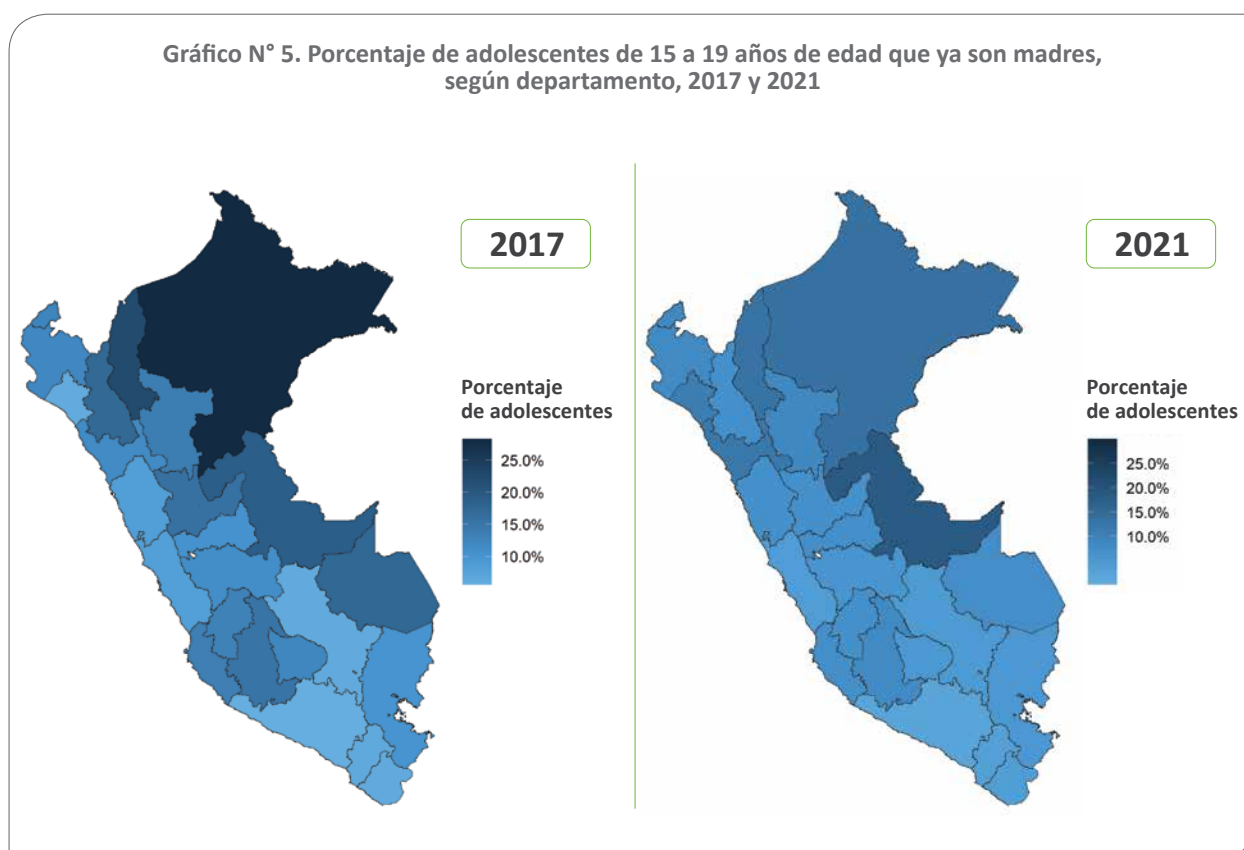 Gráfico N° 5. Porcentaje de adolescentes de 15 a 19 años de edad que ya son madres,
según departamento, 2017 y 2021
2017
Porcentaje
de adolescentes
25.0%
20.0%
15.0%
10.0%
2021
Porcentaje
de adolescentes
25.0%
20.0%
15.0%
10.0%